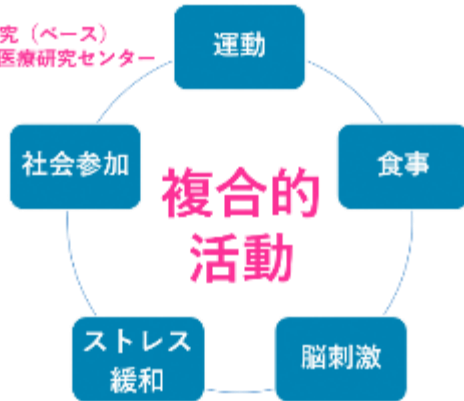 究（ベース）
医療研究センター
運動
社会参加
食事
複合的
活動
ストレス
緩和
脳刺激